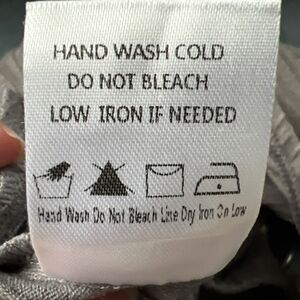 HAND WASH COLD
DO NOT BLEACH
LOW IRON IF NEEDED
Hand Wash Do Not Bleach Line Dry Iron On Low